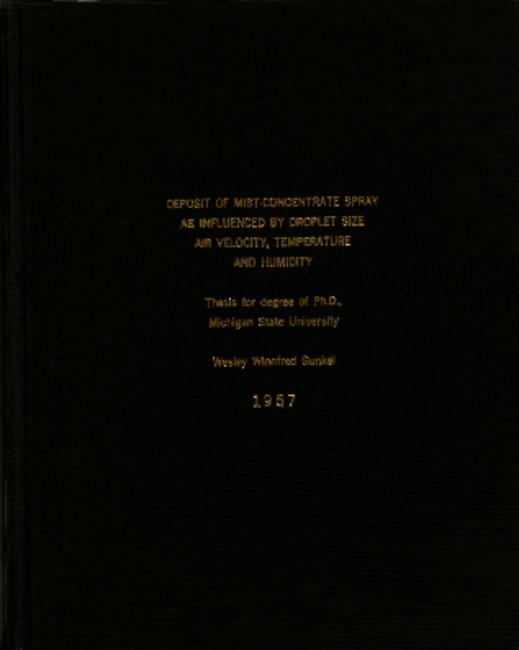 DEPOSIT OF MIST-CONCENTRATE SPRAY
AS INFLUENCED BY DROPLET SIZE
AIR VELOCITY, TEMPERATURE
AND HUMIDITY
Thesis for degree of Ph.D.,
Michigan State University
Wesley Winnfred Gunkel
1957